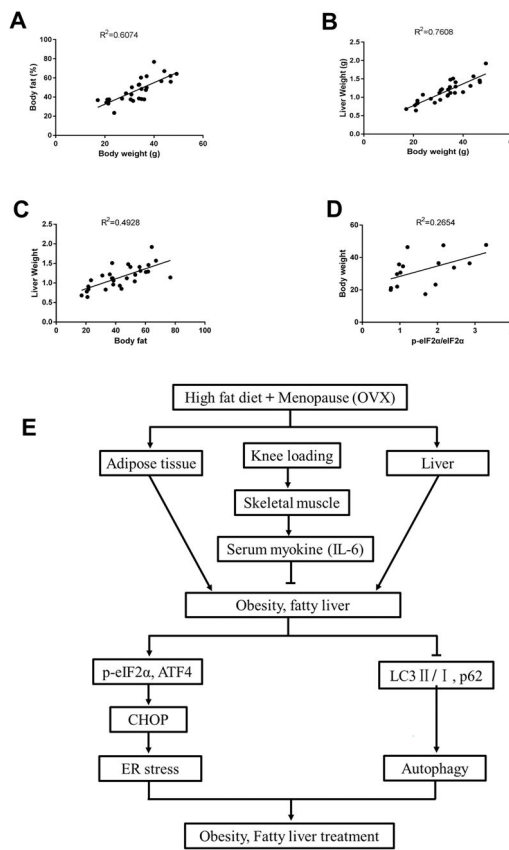 A
R²=0.6074
Body fat (%)
100
80
60
40
20
0
0 20 40 60
Body weight (g)
B
R²=0.7608
Liver Weight (g)
2.5
2.0
1.5
1.0
0.5
0.0
0 20 40 60
Body weight (g)
C
R²=0.4928
Liver Weight
2.5
2.0
1.5
1.0
0.5
0.0
0 20 40 60 80 100
Body fat
D
R²=0.2654
Body weight
60
40
20
0
0 1 2 3
p-eIF2α/eIF2α
E
High fat diet + Menopause (OVX)
Adipose tissue
Knee loading
Liver
Skeletal muscle
Serum myokine (IL-6)
Obesity, fatty liver
p-eIF2α, ATF4
LC3Ⅱ/Ⅰ, p62
CHOP
ER stress
Autophagy
Obesity, Fatty liver treatment